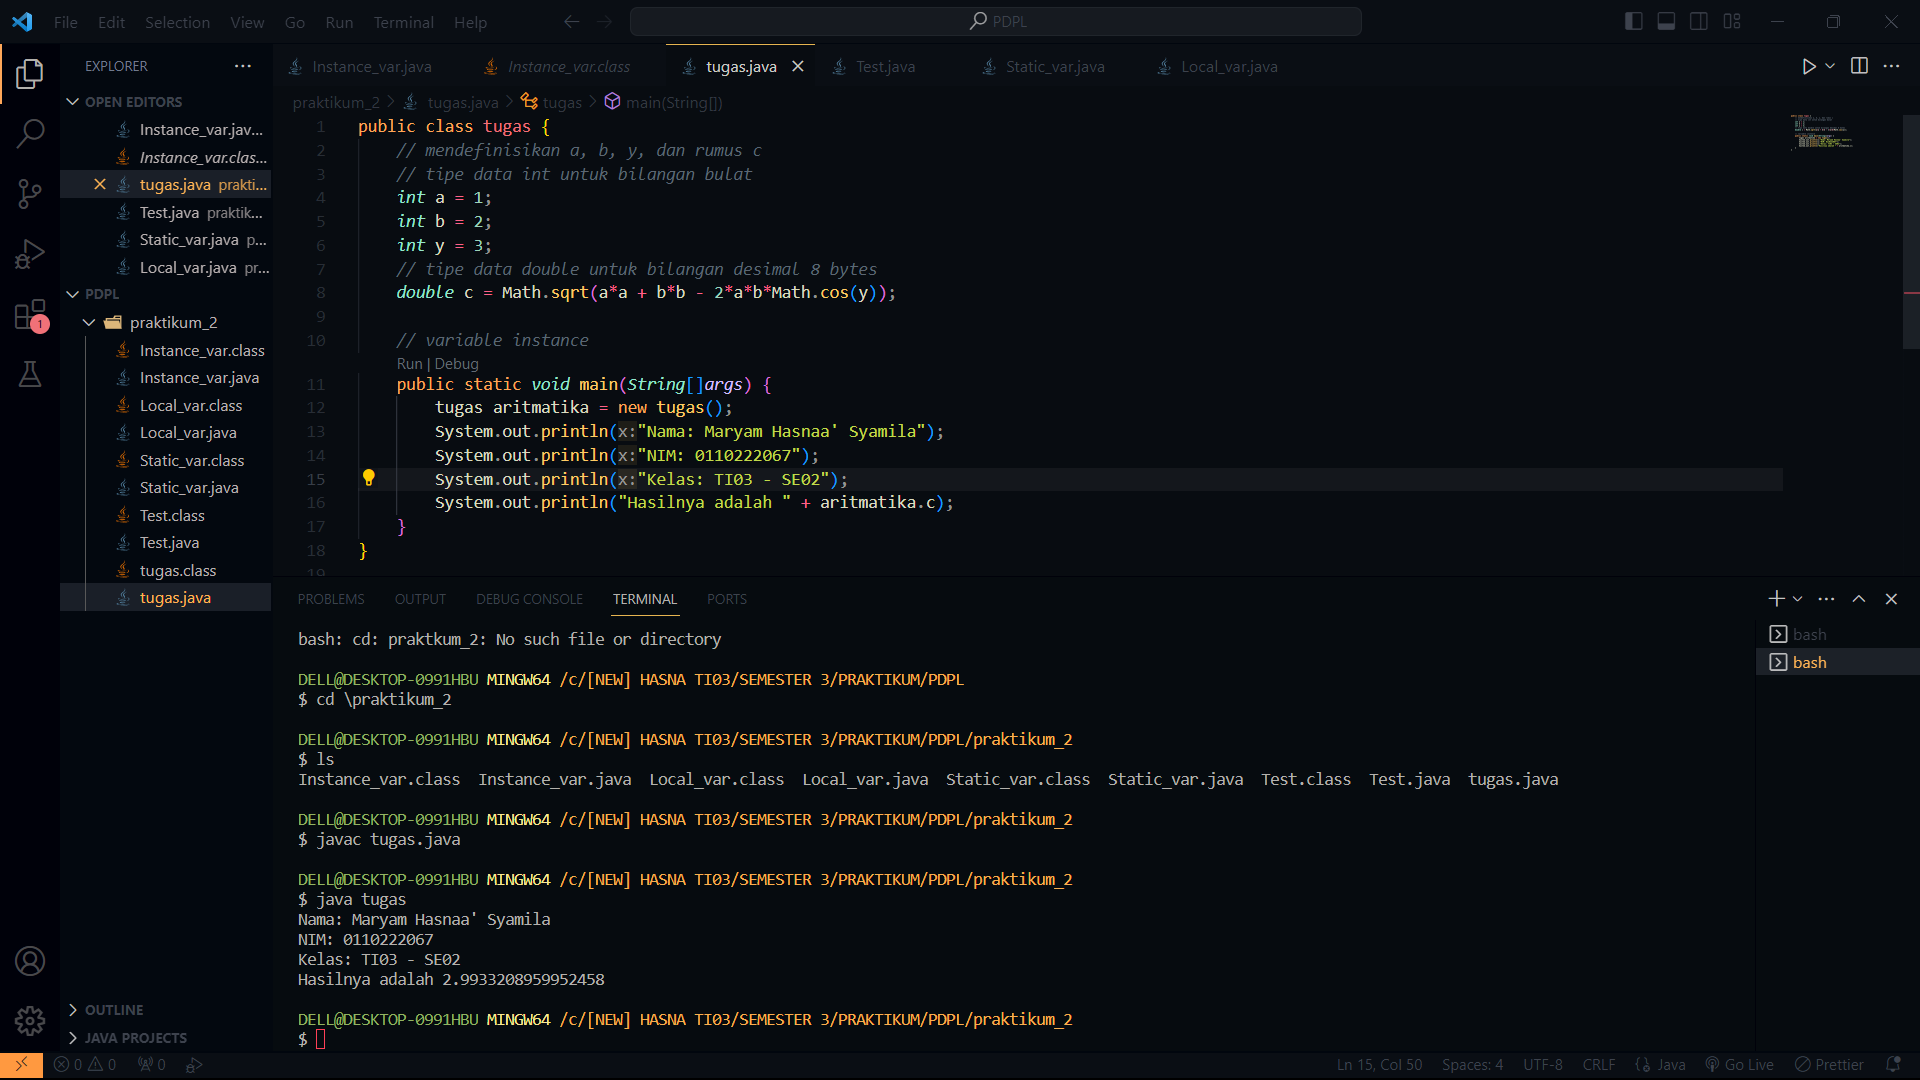 File Edit Selection View Go Run Terminal Help PDPL
EXPLORER
OPEN EDITORS
Instance_var.jav...
Instance_var.clas...
tugas.java prakti...
Test.java praktik...
Static_var.java p...
Local_var.java pr...
PDPL
praktikum_2
Instance_var.class
Instance_var.java
Local_var.class
Local_var.java
Static_var.class
Static_var.java
Test.class
Test.java
tugas.class
tugas.java
OUTLINE
JAVA PROJECTS
1
Instance_var.java Instance_var.class tugas.java Test.java Static_var.java Local_var.java
praktikum_2 > tugas.java > tugas > main(String[])
1 public class tugas {
2 // mendefinisikan a, b, y, dan rumus c
3 // tipe data int untuk bilangan bulat
4 int a = 1;
5 int b = 2;
6 int y = 3;
7 // tipe data double untuk bilangan desimal 8 bytes
8 double c = Math.sqrt(a*a + b*b - 2*a*b*Math.cos(y));
9
10 // variable instance
Run | Debug
11 public static void main(String[]args) {
12 tugas aritmatika = new tugas();
13 System.out.println(x:"Nama: Maryam Hasnaa' Syamila");
14 System.out.println(x:"NIM: 0110222067");
15 System.out.println(x:"Kelas: TI03 - SE02");
16 System.out.println("Hasilnya adalah " + aritmatika.c);
17 }
18 }
19
PROBLEMS OUTPUT DEBUG CONSOLE TERMINAL PORTS
bash: cd: praktkum_2: No such file or directory
DELL@DESKTOP-0991HBU MINGW64 /c/[NEW] HASNA TI03/SEMESTER 3/PRAKTIKUM/PDPL
$ cd \praktikum_2
DELL@DESKTOP-0991HBU MINGW64 /c/[NEW] HASNA TI03/SEMESTER 3/PRAKTIKUM/PDPL/praktikum_2
$ ls
Instance_var.class Instance_var.java Local_var.class Local_var.java Static_var.class Static_var.java Test.class Test.java tugas.java
DELL@DESKTOP-0991HBU MINGW64 /c/[NEW] HASNA TI03/SEMESTER 3/PRAKTIKUM/PDPL/praktikum_2
$ javac tugas.java
DELL@DESKTOP-0991HBU MINGW64 /c/[NEW] HASNA TI03/SEMESTER 3/PRAKTIKUM/PDPL/praktikum_2
$ java tugas
Nama: Maryam Hasnaa' Syamila
NIM: 0110222067
Kelas: TI03 - SE02
Hasilnya adalah 2.9933208959952458
DELL@DESKTOP-0991HBU MINGW64 /c/[NEW] HASNA TI03/SEMESTER 3/PRAKTIKUM/PDPL/praktikum_2
$
bash
bash
0 0 0 Ln 15, Col 50 Spaces: 4 UTF-8 CRLF {} Java Go Live Prettier